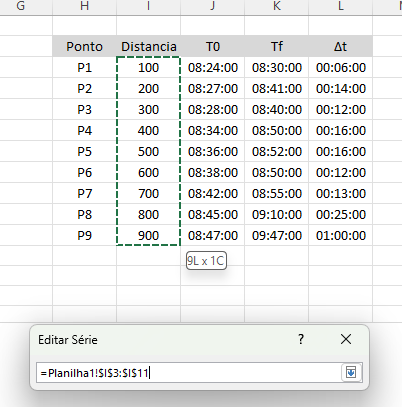 G H I J K L
Ponto Distancia T0 Tf Δt
P1 100 08:24:00 08:30:00 00:06:00
P2 200 08:27:00 08:41:00 00:14:00
P3 300 08:28:00 08:40:00 00:12:00
P4 400 08:34:00 08:50:00 00:16:00
P5 500 08:36:00 08:52:00 00:16:00
P6 600 08:38:00 08:50:00 00:12:00
P7 700 08:42:00 08:55:00 00:13:00
P8 800 08:45:00 09:10:00 00:25:00
P9 900 08:47:00 09:47:00 01:00:00
9L x 1C
Editar Série ?
=Planilha1!$I$3:$I$11